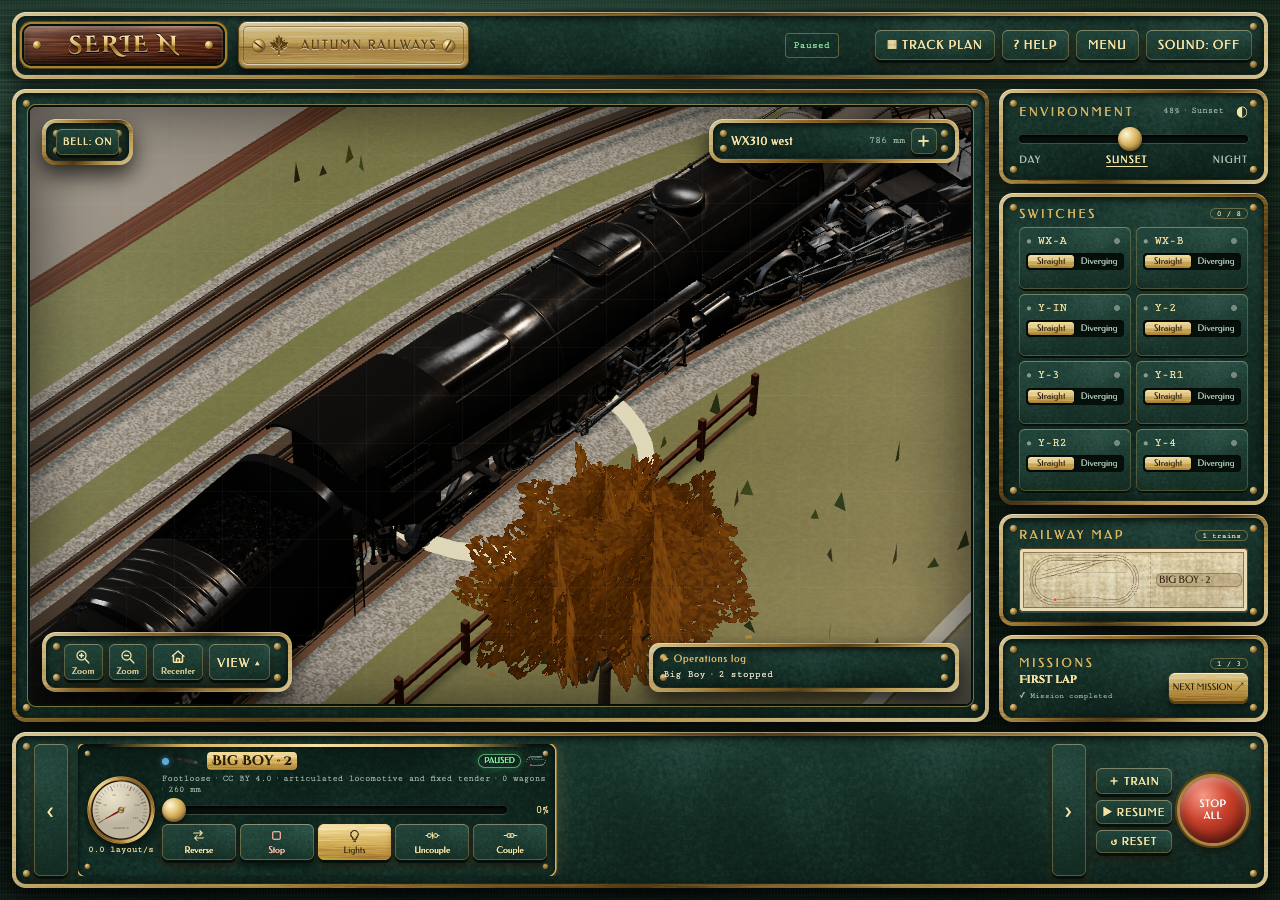 SERIE N
AUTUMN RAILWAYS
Paused
▦ TRACK PLAN
? HELP
MENU
SOUND: OFF
BELL: ON
WX310 west
786 mm
+
Zoom
Zoom
Recenter
VIEW ▴
Operations log
Big Boy · 2 stopped
ENVIRONMENT
48% · Sunset
DAY
SUNSET
NIGHT
SWITCHES
0 / 8
WX-A
Straight Diverging
WX-B
Straight Diverging
Y-IN
Straight Diverging
Y-2
Straight Diverging
Y-3
Straight Diverging
Y-R1
Straight Diverging
Y-R2
Straight Diverging
Y-4
Straight Diverging
RAILWAY MAP
1 trains
BIG BOY · 2
MISSIONS
1 / 3
FIRST LAP
✓ Mission completed
NEXT MISSION ↗
❮
BIG BOY · 2
PAUSED
Footloose · CC BY 4.0 · articulated locomotive and fixed tender · 0 wagons
· 260 mm
0%
0.0 layout/s
Reverse
Stop
Lights
Uncouple
Couple
❯
+ TRAIN
▶ RESUME
↺ RESET
STOP
ALL